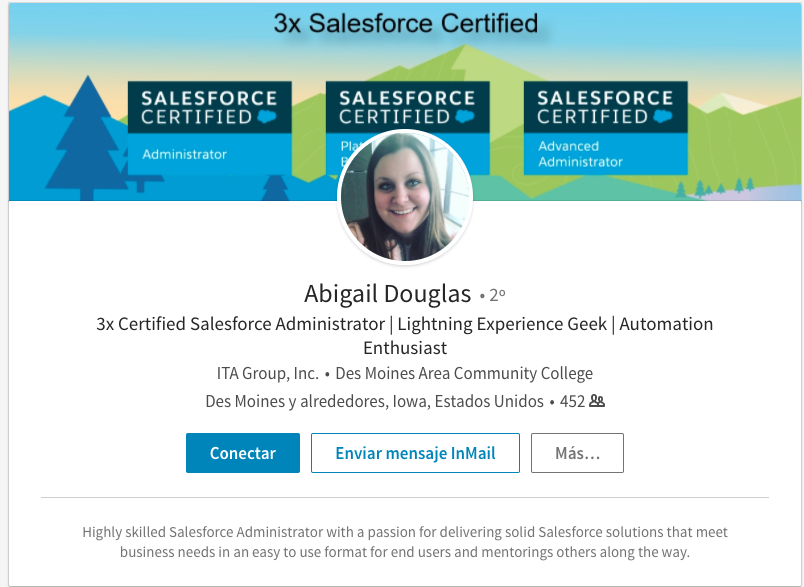 3x Salesforce Certified
SALESFORCE SALESFORCE SALESFORCE
CERTIFIED CERTIFIED CERTIFIED
Administrator
Advanced
Administrator
Abigail Douglas • 2º
3x Certified Salesforce Administrator | Lightning Experience Geek | Automation
Enthusiast
ITA Group, Inc. • Des Moines Area Community College
Des Moines y alrededores, Iowa, Estados Unidos • 452
Conectar Enviar mensaje InMail Más...
Highly skilled Salesforce Administrator with a passion for delivering solid Salesforce solutions that meet
business needs in an easy to use format for end users and mentorings others along the way.